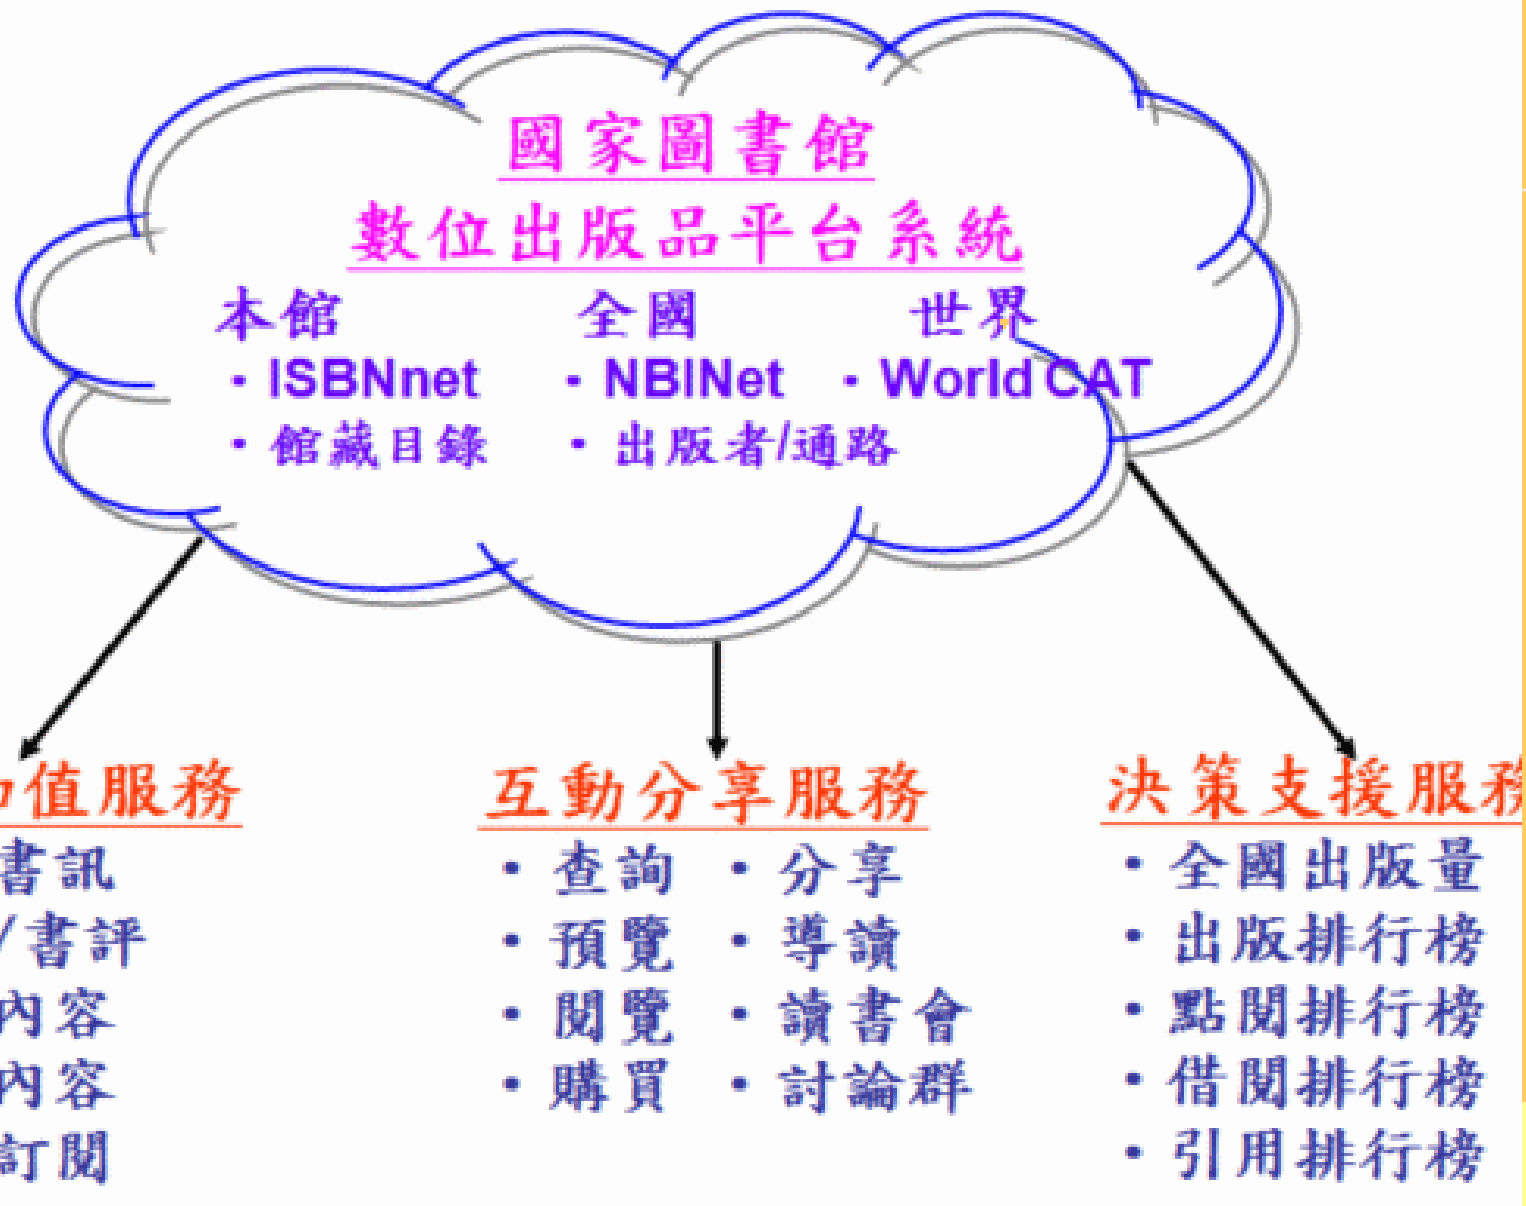 國家圖書館
數位出版品平台系統
本館 全國 世界
• ISBNnet • NBINet • World CAT
• 館藏目錄 • 出版者/通路
值服務 互動分享服務 決策支援服務
書訊 • 查詢 • 分享 • 全國出版量
/書評 • 預覽 • 導讀 • 出版排行榜
內容 • 閱覽 • 讀書會 • 點閱排行榜
內容 • 購買 • 討論群 • 借閱排行榜
訂閱 • 引用排行榜